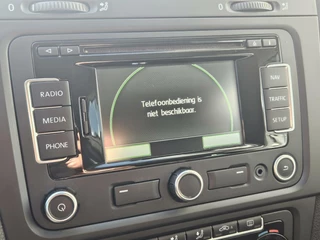 RADIO
MEDIA
PHONE
Telefoonbediening is
niet beschikbaar.
NAV
TRAFFIC
SETUP